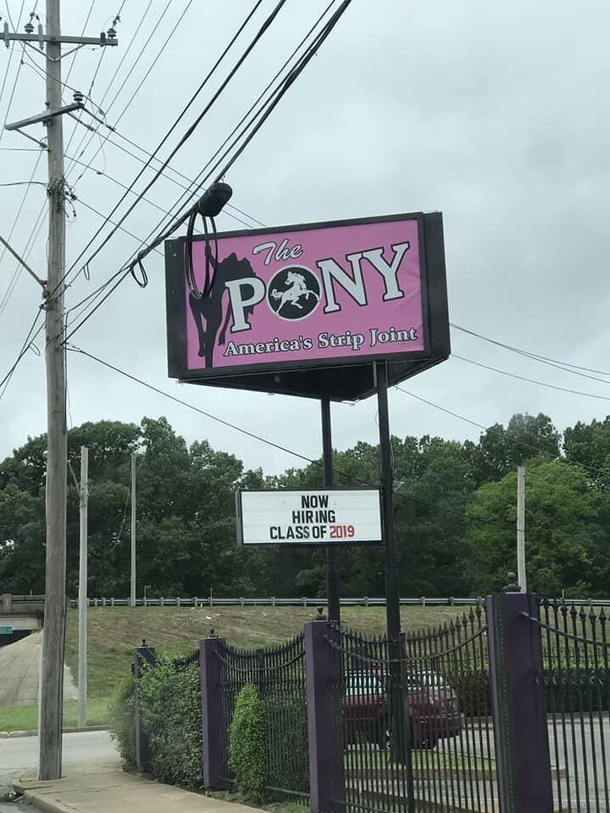 The
PONY
America's Strip Joint
NOW
HIRING
CLASS OF 2019